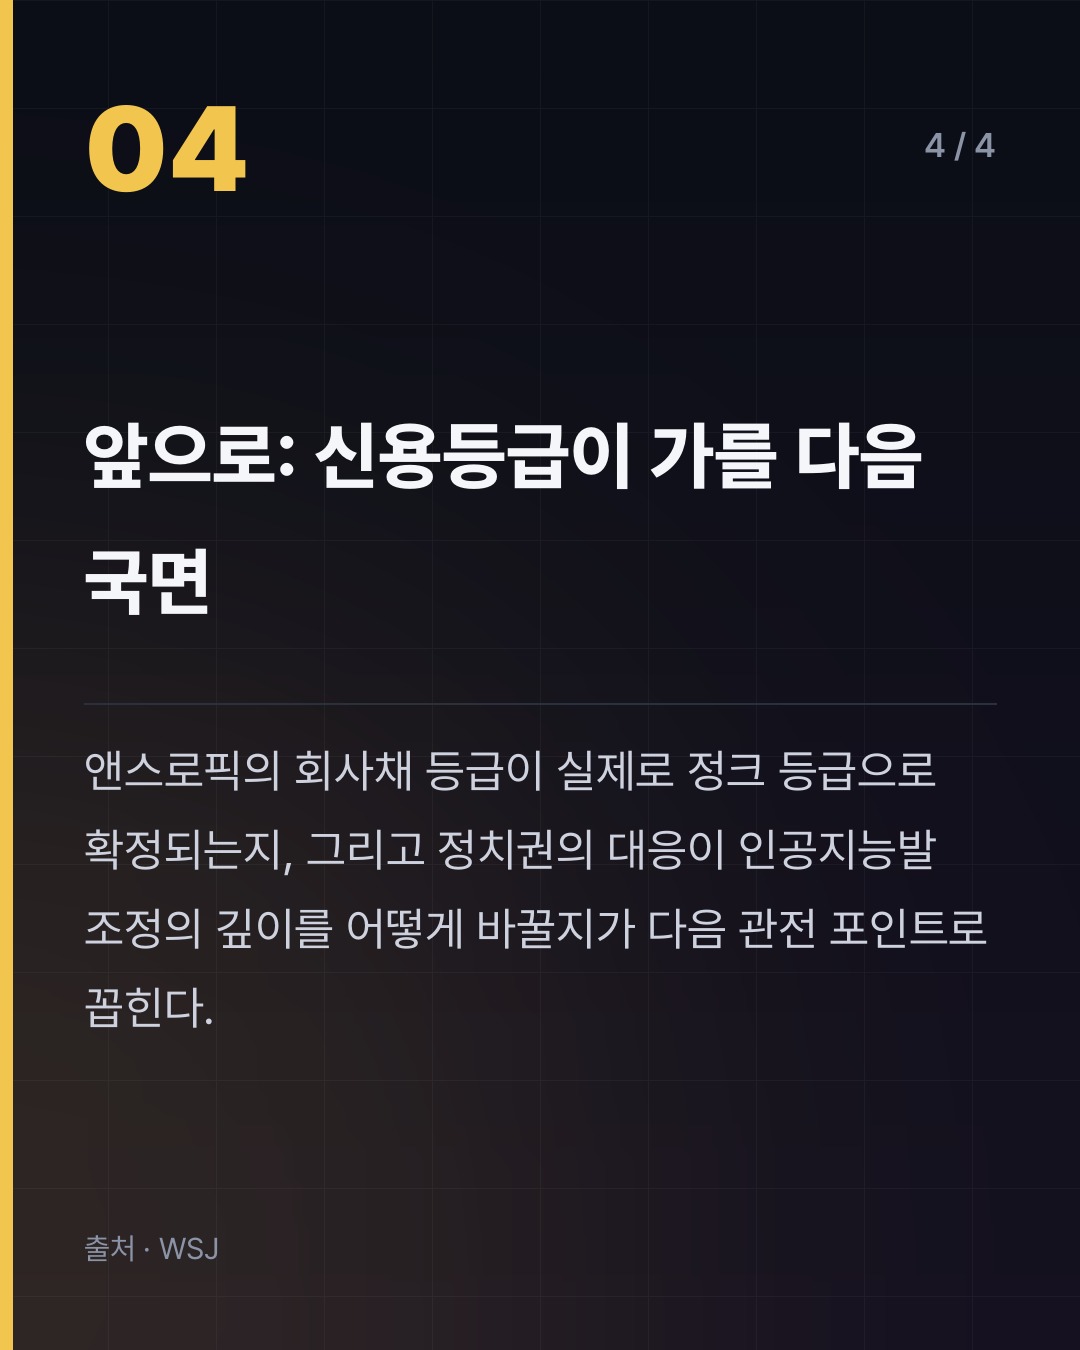 04
4 / 4
앞으로: 신용등급이 가를 다음
국면
앤스로픽의 회사채 등급이 실제로 정크 등급으로
확정되는지, 그리고 정치권의 대응이 인공지능발
조정의 깊이를 어떻게 바꿀지가 다음 관전 포인트로
꼽힌다.
출처 · WSJ